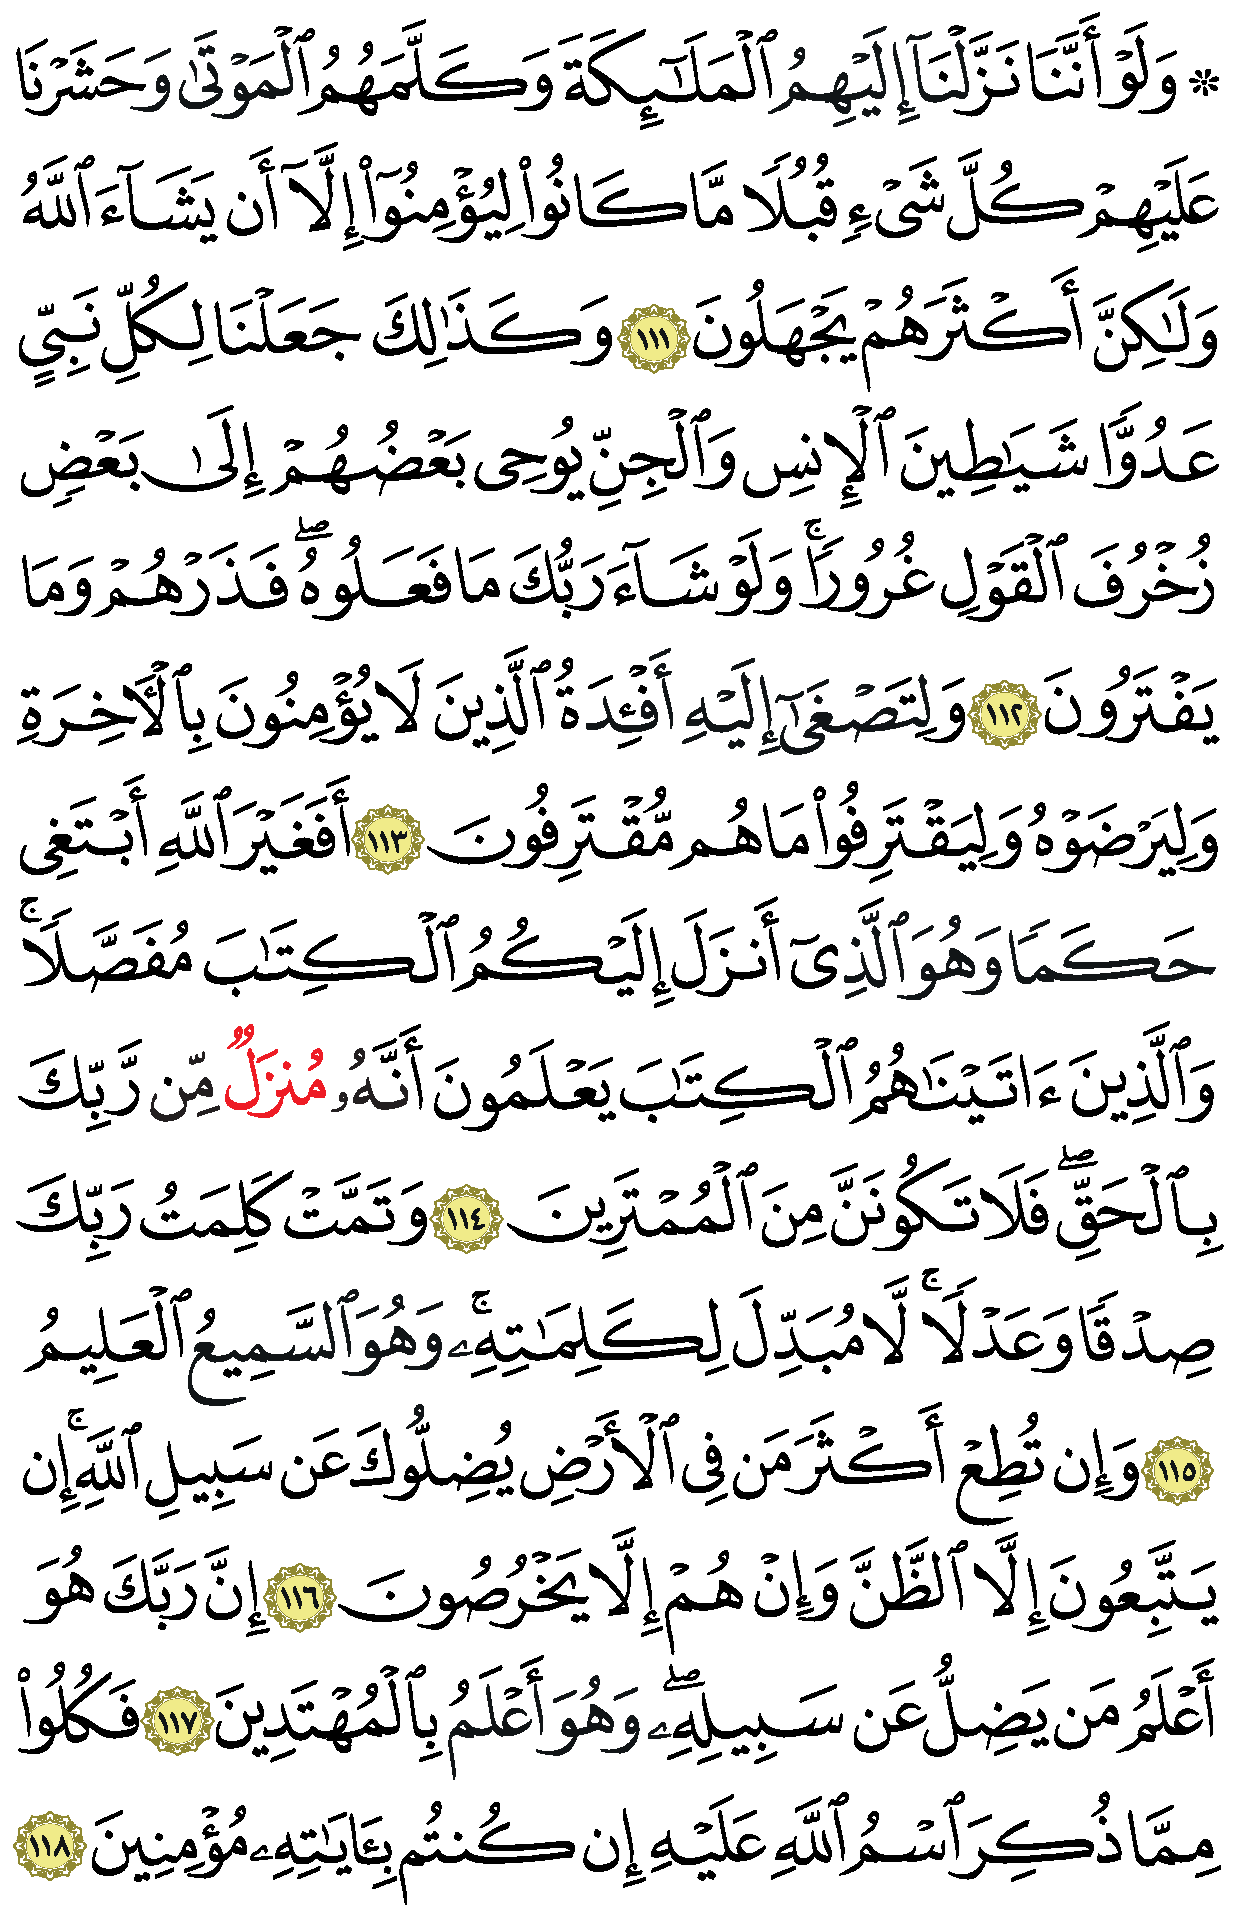 ۞ وَلَوْ أَنَّنَا نَزَّلْنَآ إِلَيْهِمُ ٱلْمَلَـٰٓئِكَةَ وَكَلَّمَهُمُ ٱلْمَوْتَىٰ وَحَشَرْنَا
عَلَيْهِمْ كُلَّ شَىْءٍ قُبُلًا مَّا كَانُوا۟ لِيُؤْمِنُوٓا۟ إِلَّآ أَن يَشَآءَ ٱللَّهُ
وَلَـٰكِنَّ أَكْثَرَهُمْ يَجْهَلُونَ ١١١ وَكَذَٰلِكَ جَعَلْنَا لِكُلِّ نَبِىٍّ
عَدُوًّا شَيَـٰطِينَ ٱلْإِنسِ وَٱلْجِنِّ يُوحِى بَعْضُهُمْ إِلَىٰ بَعْضٍ
زُخْرُفَ ٱلْقَوْلِ غُرُورًا ۚ وَلَوْ شَآءَ رَبُّكَ مَا فَعَلُوهُ ۖ فَذَرْهُمْ وَمَا
يَفْتَرُونَ ١١٢ وَلِتَصْغَىٰٓ إِلَيْهِ أَفْـِٔدَةُ ٱلَّذِينَ لَا يُؤْمِنُونَ بِٱلْـَٔاخِرَةِ
وَلِيَرْضَوْهُ وَلِيَقْتَرِفُوا۟ مَا هُم مُّقْتَرِفُونَ ١١٣ أَفَغَيْرَ ٱللَّهِ أَبْتَغِى
حَكَمًا وَهُوَ ٱلَّذِىٓ أَنزَلَ إِلَيْكُمُ ٱلْكِتَـٰبَ مُفَصَّلًا ۚ
وَٱلَّذِينَ ءَاتَيْنَـٰهُمُ ٱلْكِتَـٰبَ يَعْلَمُونَ أَنَّهُۥ مُنزَلٌ مِّن رَّبِّكَ
بِٱلْحَقِّ ۖ فَلَا تَكُونَنَّ مِنَ ٱلْمُمْتَرِينَ ١١٤ وَتَمَّتْ كَلِمَتُ رَبِّكَ
صِدْقًا وَعَدْلًا ۚ لَّا مُبَدِّلَ لِكَلِمَـٰتِهِۦ ۚ وَهُوَ ٱلسَّمِيعُ ٱلْعَلِيمُ
١١٥ وَإِن تُطِعْ أَكْثَرَ مَن فِى ٱلْأَرْضِ يُضِلُّوكَ عَن سَبِيلِ ٱللَّهِ ۚ إِن
يَتَّبِعُونَ إِلَّا ٱلظَّنَّ وَإِنْ هُمْ إِلَّا يَخْرُصُونَ ١١٦ إِنَّ رَبَّكَ هُوَ
أَعْلَمُ مَن يَضِلُّ عَن سَبِيلِهِۦ ۖ وَهُوَ أَعْلَمُ بِٱلْمُهْتَدِينَ ١١٧ فَكُلُوا۟
مِمَّا ذُكِرَ ٱسْمُ ٱللَّهِ عَلَيْهِ إِن كُنتُم بِـَٔايَـٰتِهِۦ مُؤْمِنِينَ ١١٨